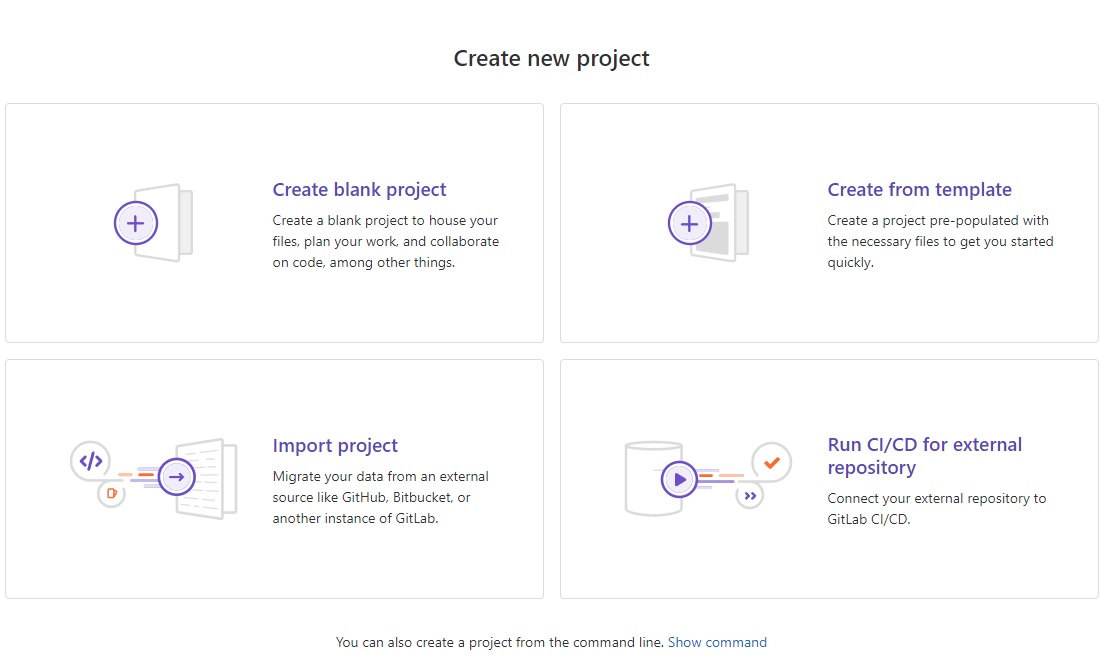 Create new project
Create blank project
Create a blank project to house your
files, plan your work, and collaborate
on code, among other things.
Create from template
Create a project pre-populated with
the necessary files to get you started
quickly.
Import project
Migrate your data from an external
source like GitHub, Bitbucket, or
another instance of GitLab.
Run CI/CD for external
repository
Connect your external repository to
GitLab CI/CD.
You can also create a project from the command line. Show command